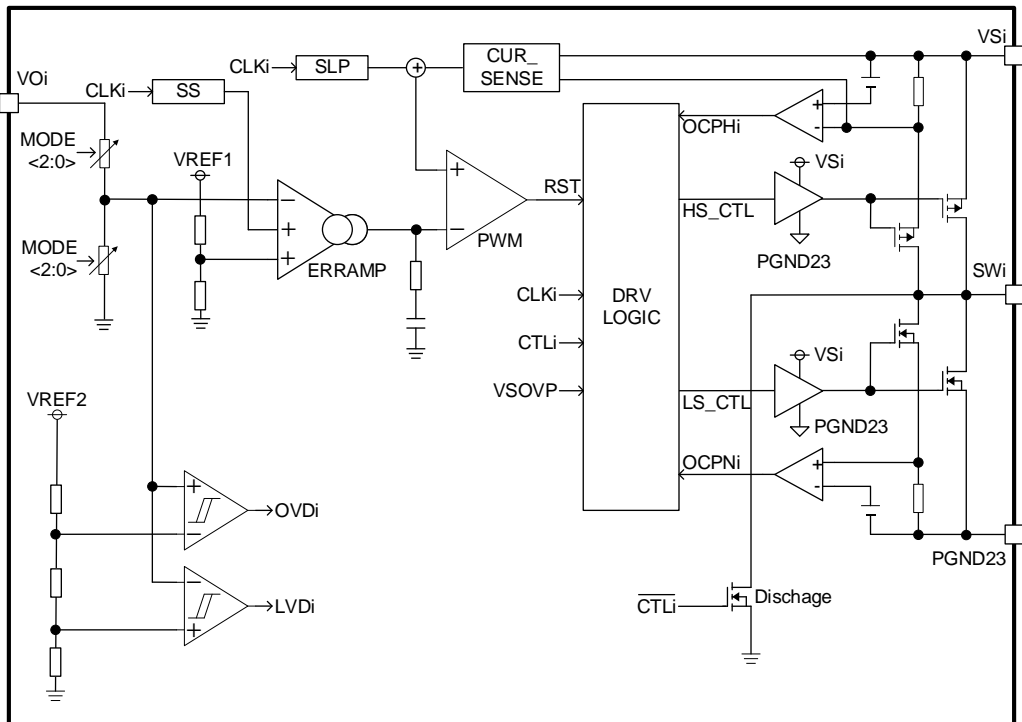 VSi
VOi
CLKi
SLP
+
CUR_
SENSE
CLKi
SS
MODE
<2:0>
VREF1
OCPHi
+
-
VSi
+
−
PWM
RST
HS_CTL
−
+
+
ERRAMP
PGND23
MODE
<2:0>
SWi
CLKi
DRV
LOGIC
CTLi
VSi
VSOVP
LS_CTL
PGND23
VREF2
OCPNi
+
-
+
−
OVDi
PGND23
−
+
LVDi
CTLi
Dischage